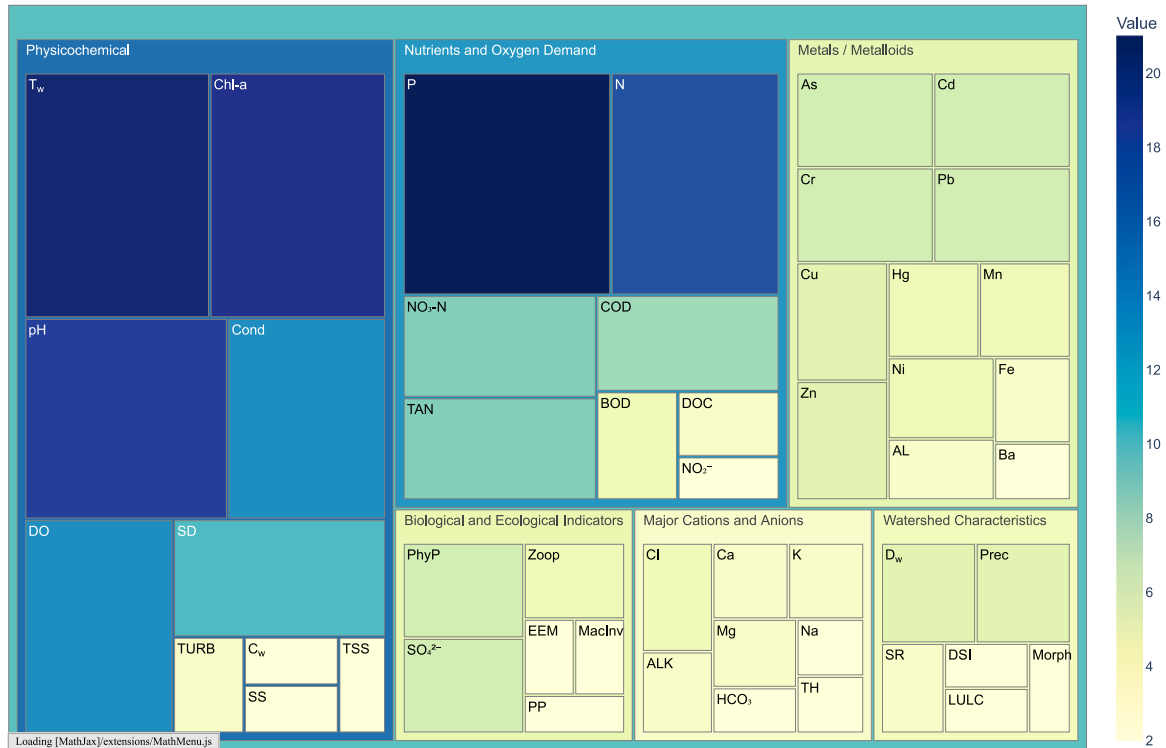 Value
Physicochemical
Nutrients and Oxygen Demand
Metals / Metalloids
T_w
Chl-a
P
N
As
Cd
20
18
Cr
Pb
16
Cu
Hg
Mn
14
NO₃-N
COD
pH
Cond
Ni
Fe
12
Zn
TAN
BOD
DOC
AL
Ba
10
NO₂⁻
DO
SD
Biological and Ecological Indicators
Major Cations and Anions
Watershed Characteristics
8
PhyP
Zoop
Cl
Ca
K
D_w
Prec
6
EEM
MacInv
Mg
Na
TURB
C_w
TSS
SO₄²⁻
ALK
SR
DSI
Morph
4
SS
PP
HCO₃
TH
LULC
2
Loading [MathJax]/extensions/MathMenu.js